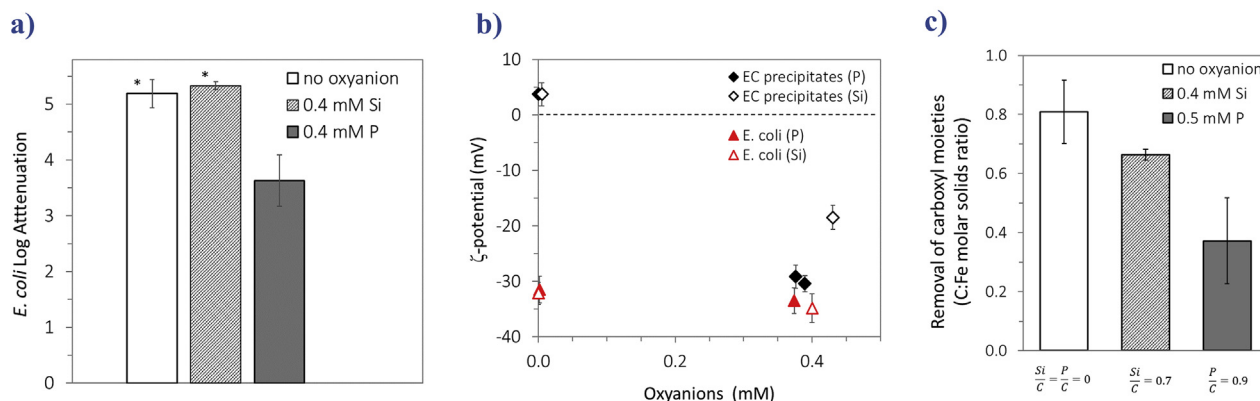 a)
E. coli Log Atttenuation
5
4
3
2
1
0
*
*
no oxyanion
0.4 mM Si
0.4 mM P
b)
ζ-potential (mV)
10
0
-10
-20
-30
-40
EC precipitates (P)
EC precipitates (Si)
E. coli (P)
E. coli (Si)
0.0
0.2
0.4
Oxyanions (mM)
c)
Removal of carboxyl moieties
(C:Fe molar solids ratio)
1.0
0.8
0.6
0.4
0.2
0.0
no oxyanion
0.4 mM Si
0.5 mM P
Si/C = P/C = 0
Si/C = 0.7
P/C = 0.9